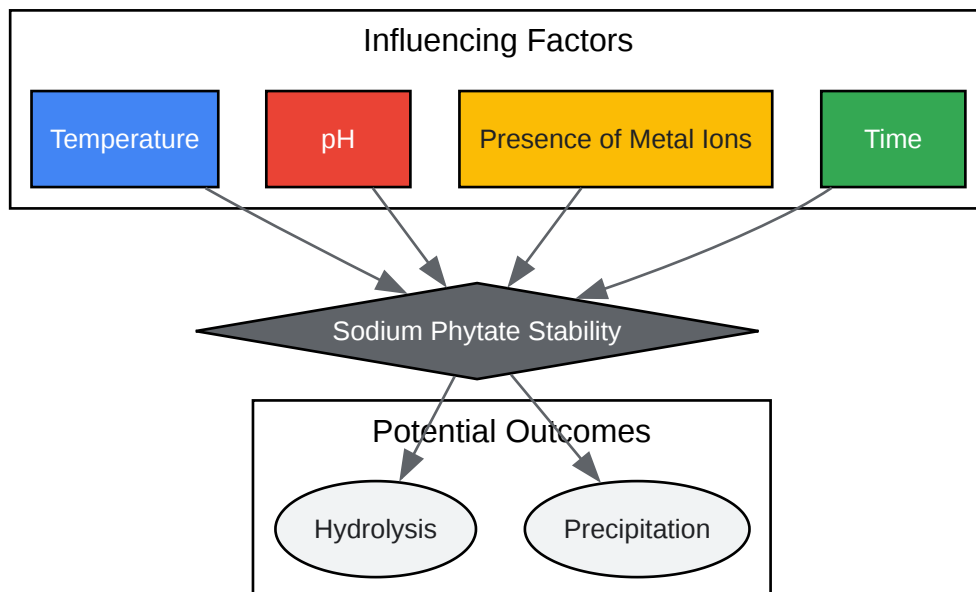 Influencing Factors
Temperature
pH
Presence of Metal Ions
Time
Sodium Phytate Stability
Potential Outcomes
Hydrolysis
Precipitation